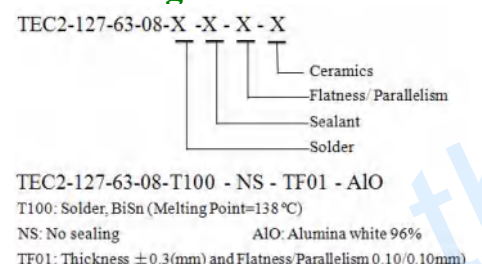 TEC2-127-63-08-X -X - X - X
Ceramics
Flatness/Parallelism
Sealant
Solder
TEC2-127-63-08-T100 - NS - TF01 - AlO
T100: Solder, BiSn (Melting Point=138 ℃)
NS: No sealing AlO: Alumina white 96%
TF01: Thickness ±0.3(mm) and Flatness/Parallelism 0.10/0.10mm)